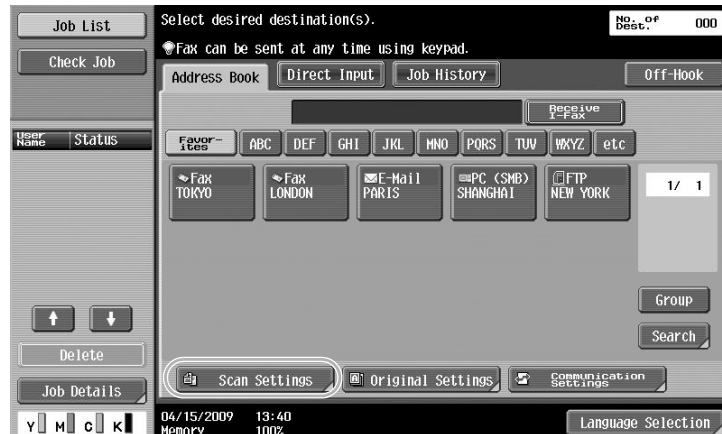 Job List
Check Job
User Name
Status
Delete
Job Details
Y M C K
Select desired destination(s).
Fax can be sent at any time using keypad.
No. of Dest.
000
Address Book
Direct Input
Job History
Off-Hook
Receive I-Fax
Favor-ites
ABC
DEF
GHI
JKL
MNO
PQRS
TUV
WXYZ
etc
Fax
TOKYO
Fax
LONDON
E-Mail
PARIS
PC (SMB)
SHANGHAI
FTP
NEW YORK
1/ 1
Group
Search
Scan Settings
Original Settings
Communication Settings
04/15/2009 13:40
Memory 100%
Language Selection